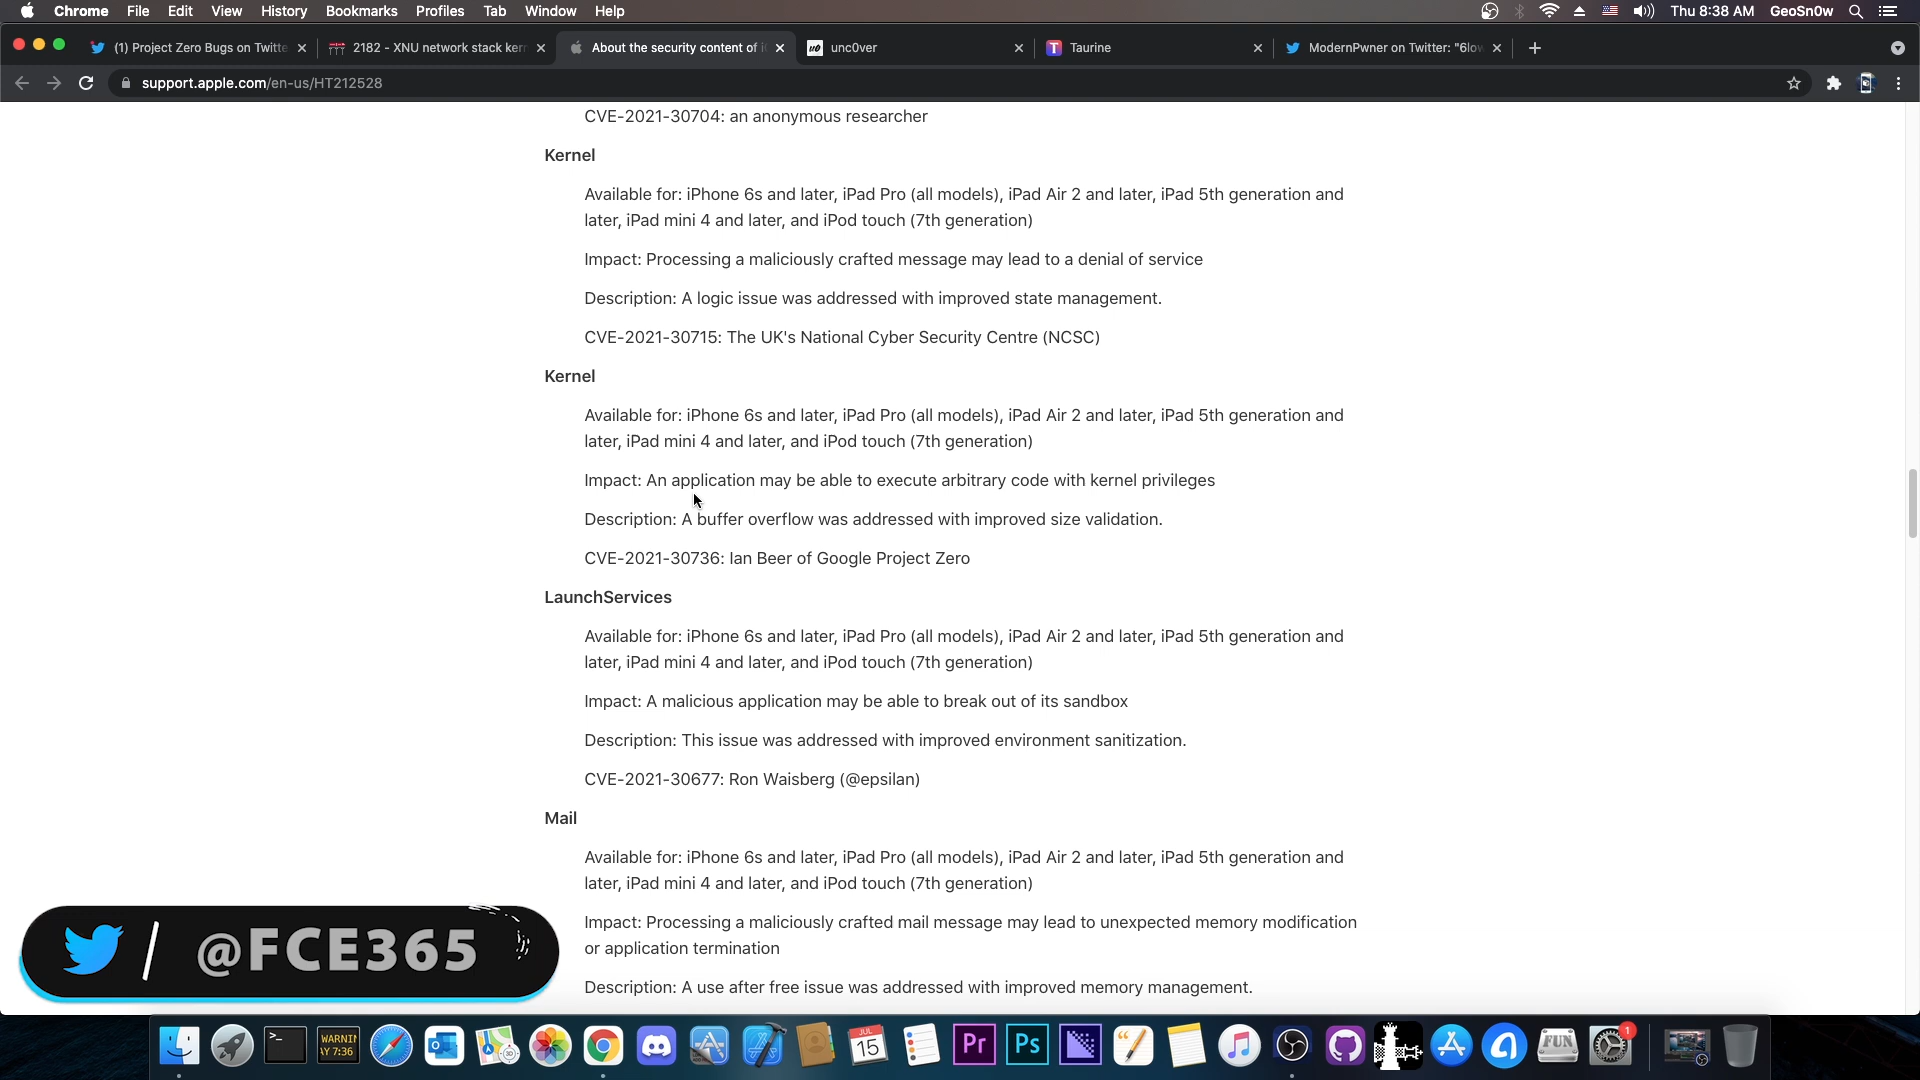 Chrome File Edit View History Bookmarks Profiles Tab Window Help Thu 8:38 AM GeoSn0w
(1) Project Zero Bugs on Twitte 2182 - XNU network stack ker About the security content of i unc0ver Taurine ModernPwner on Twitter: "6lo
support.apple.com/en-us/HT212528
CVE-2021-30704: an anonymous researcher
Kernel
Available for: iPhone 6s and later, iPad Pro (all models), iPad Air 2 and later, iPad 5th generation and
later, iPad mini 4 and later, and iPod touch (7th generation)
Impact: Processing a maliciously crafted message may lead to a denial of service
Description: A logic issue was addressed with improved state management.
CVE-2021-30715: The UK's National Cyber Security Centre (NCSC)
Kernel
Available for: iPhone 6s and later, iPad Pro (all models), iPad Air 2 and later, iPad 5th generation and
later, iPad mini 4 and later, and iPod touch (7th generation)
Impact: An application may be able to execute arbitrary code with kernel privileges
Description: A buffer overflow was addressed with improved size validation.
CVE-2021-30736: Ian Beer of Google Project Zero
LaunchServices
Available for: iPhone 6s and later, iPad Pro (all models), iPad Air 2 and later, iPad 5th generation and
later, iPad mini 4 and later, and iPod touch (7th generation)
Impact: A malicious application may be able to break out of its sandbox
Description: This issue was addressed with improved environment sanitization.
CVE-2021-30677: Ron Waisberg (@epsilan)
Mail
Available for: iPhone 6s and later, iPad Pro (all models), iPad Air 2 and later, iPad 5th generation and
later, iPad mini 4 and later, and iPod touch (7th generation)
Impact: Processing a maliciously crafted mail message may lead to unexpected memory modification
or application termination
Description: A use after free issue was addressed with improved memory management.
/ @FCE365
WARNIN
AY 7:36
JUL
15
Pr
Ps
FUN
1